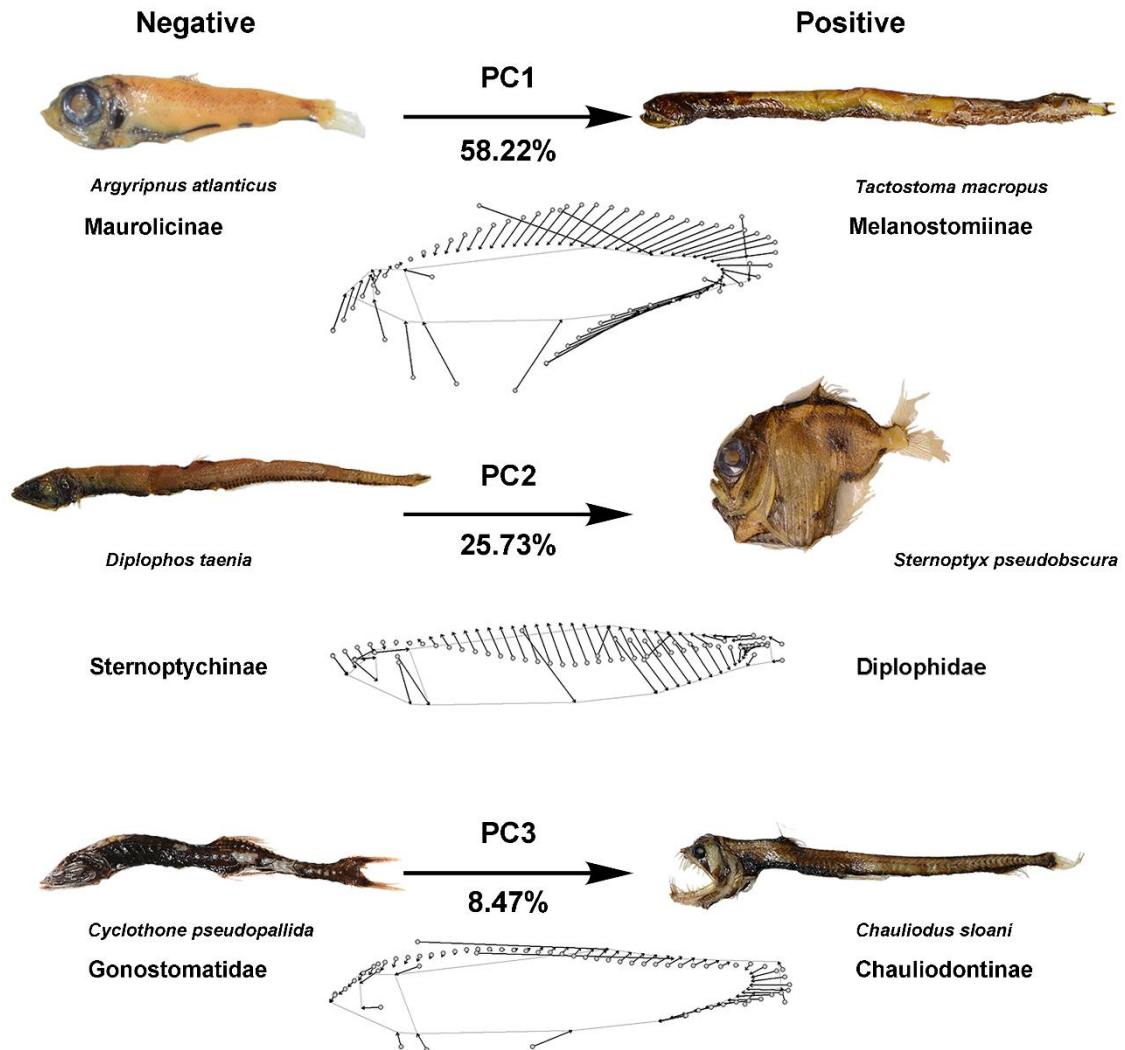 Negative
Positive
PC1
58.22%
Argyripnus atlanticus
Tactostoma macropus
Maurolicinae
Melanostomiinae
PC2
25.73%
Diplophos taenia
Sternoptyx pseudobscura
Sternoptychinae
Diplophidae
PC3
8.47%
Cyclothone pseudopallida
Chauliodus sloani
Gonostomatidae
Chauliodontinae